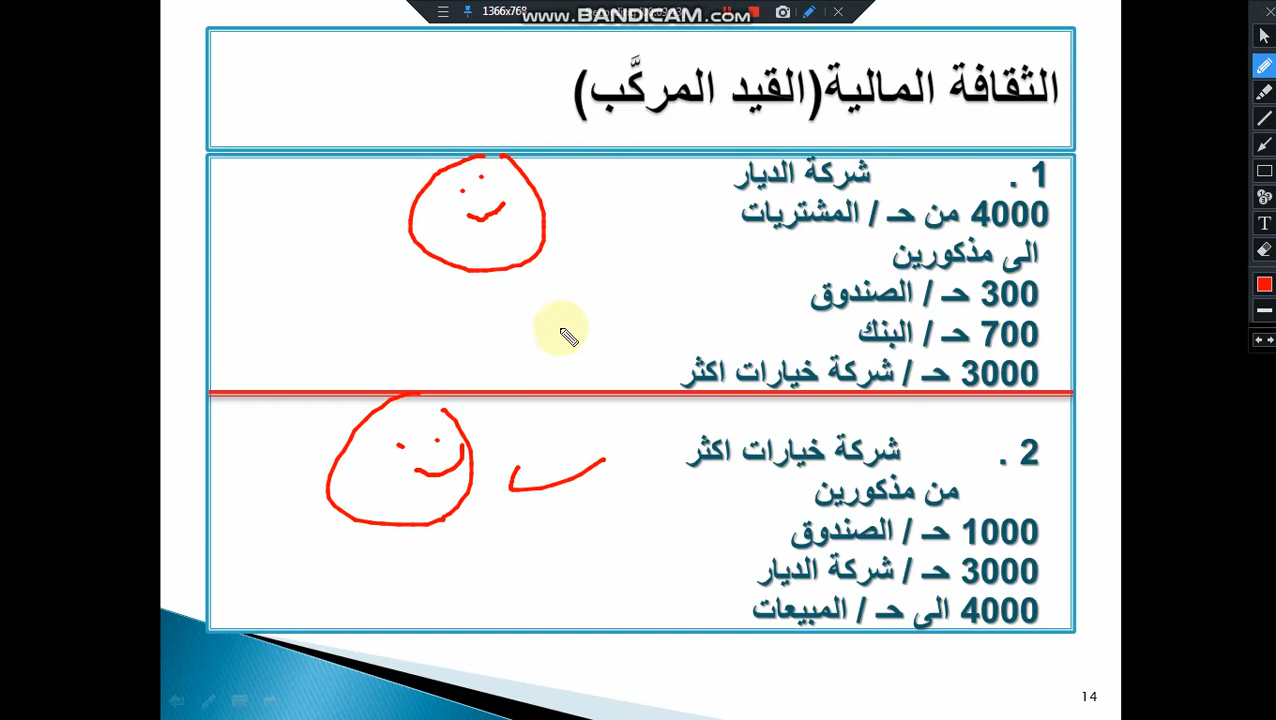 1366x768
www.BANDICAM.com
الثقافة المالية(القيد المركَّب)
1 . شركة الديار
4000 من حـ / المشتريات
الى مذكورين
300 حـ / الصندوق
700 حـ / البنك
3000 حـ / شركة خيارات اكثر
2 . شركة خيارات اكثر
من مذكورين
1000 حـ / الصندوق
3000 حـ / شركة الديار
4000 الى حـ / المبيعات
14